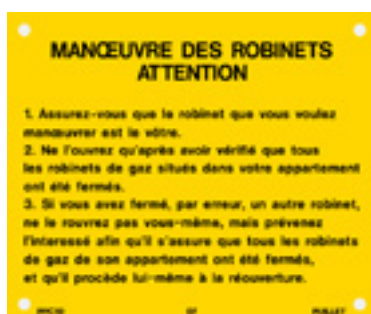 MANŒUVRE DES ROBINETS
ATTENTION
1. Assurez-vous que le robinet que vous voulez
manœuvrer est le vôtre.
2. Ne l'ouvrez qu'après avoir vérifié que tous
les robinets de gaz situés dans votre appartement
ont été fermés.
3. Si vous avez fermé, par erreur, un autre robinet,
ne le rouvrez pas vous-même, mais prévenez
l'interessé afin qu'il s'assure que tous les robinets
de gaz de son appartement ont été fermés,
et qu'il procède lui-même à la réouverture.